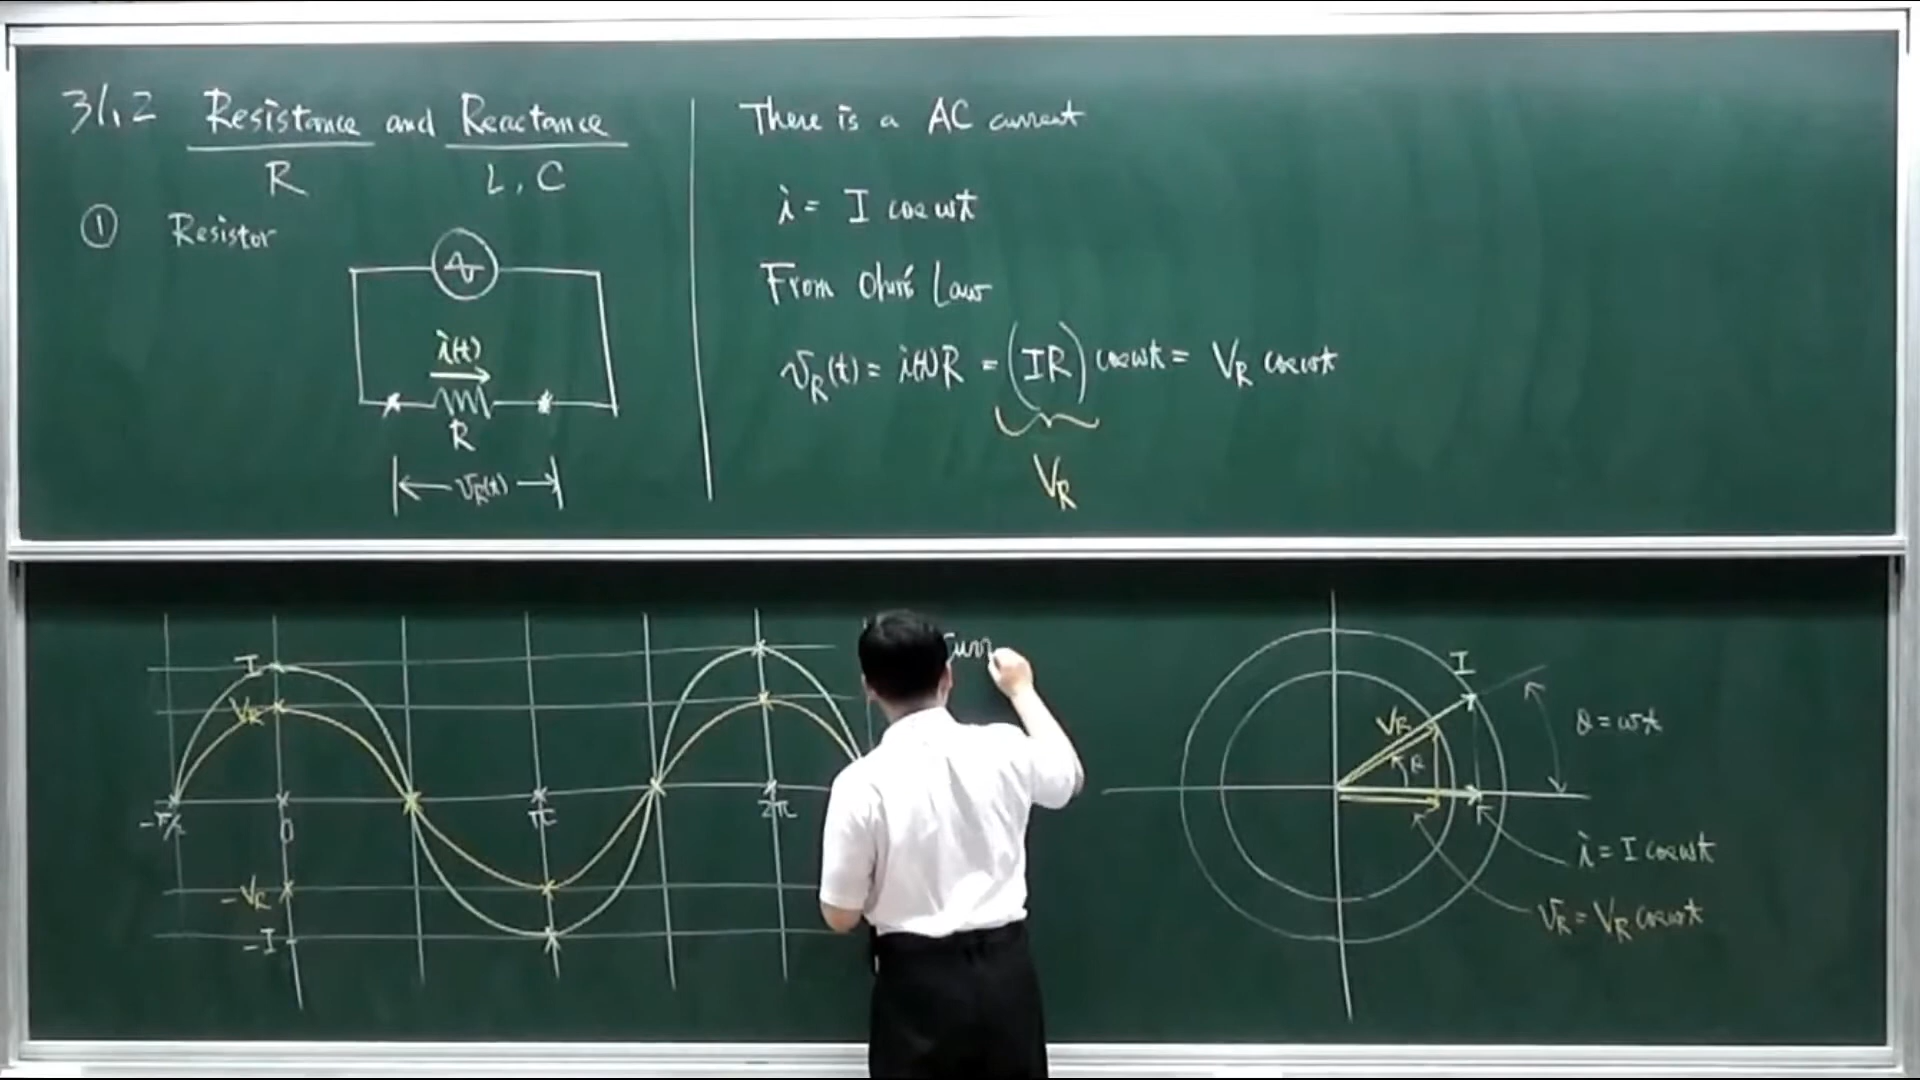 31.2 Resistance and Reactance
R L, C
① Resistor
i(t)
R
v_R(t)
There is a AC current
i = I cos ωt
From Ohm's Law
v_R(t) = i(t)R = (IR) cos ωt = V_R cos ωt
V_R
I
V_R
-π/2 0 π 2π
-V_R
-I
Curr
I
V_R
θ = ωt
i = I cos ωt
v_R = V_R cos ωt